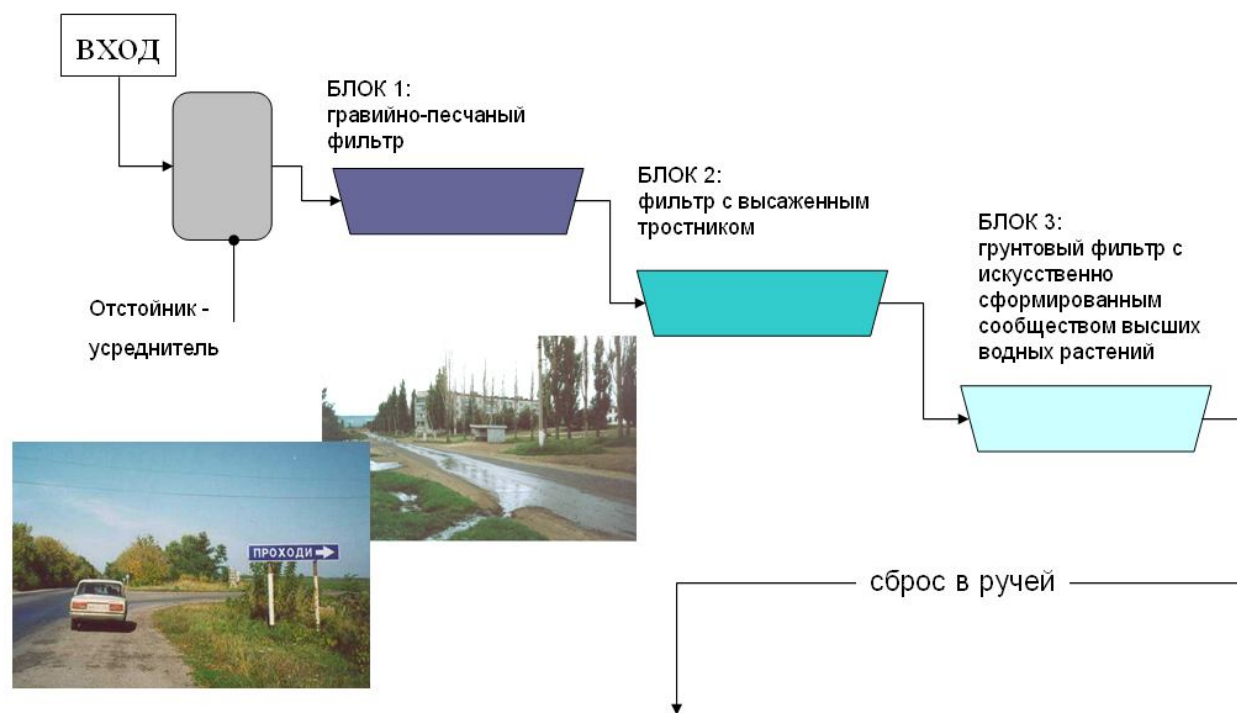 ВХОД
БЛОК 1:
гравийно-песчаный
фильтр
БЛОК 2:
фильтр с высаженным
тростником
БЛОК 3:
грунтовый фильтр с
искусственно
сформированным
сообществом высших
водных растений
Отстойник -
усреднитель
ПРОХОДИ
сброс в ручей